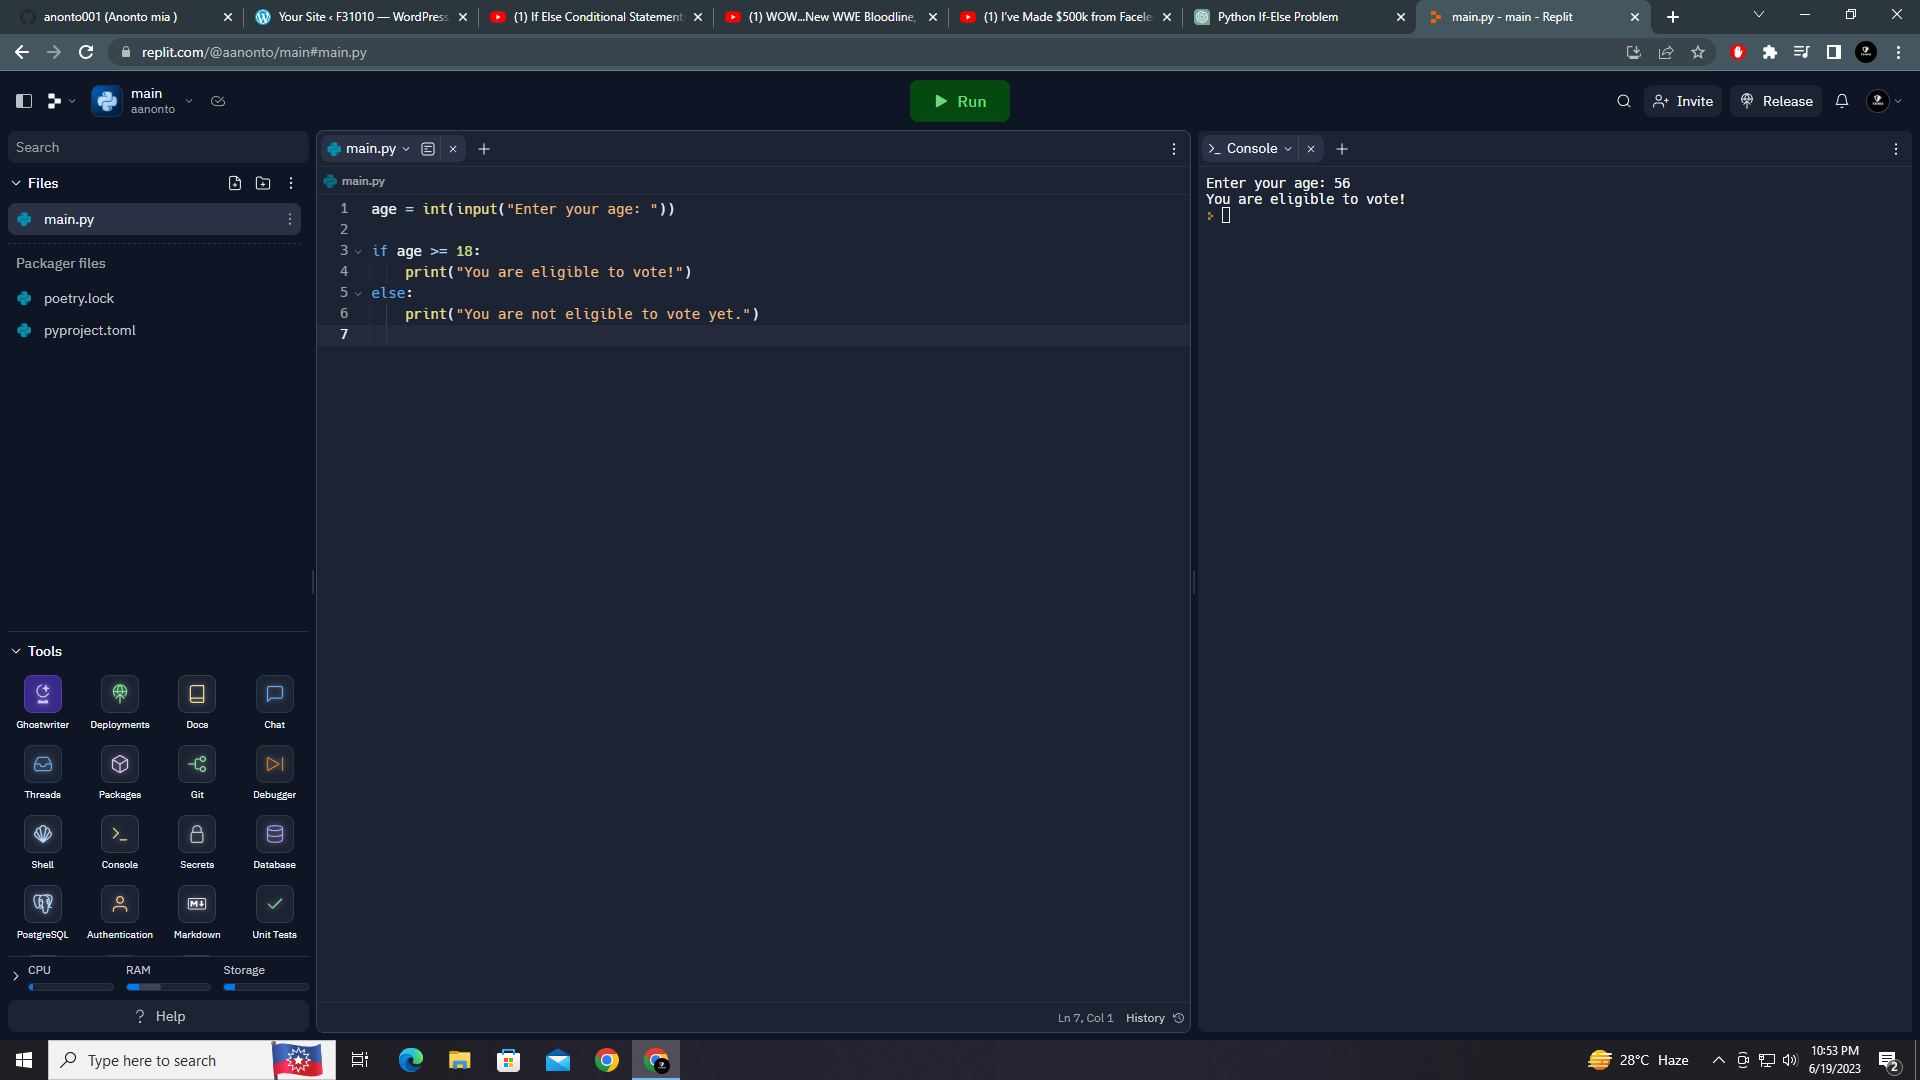 anonto001 (Anonto mia )
Your Site ‹ F31010 — WordPress
(1) If Else Conditional Statement
(1) WOW...New WWE Bloodline,
(1) I've Made $500k from Facele
Python If-Else Problem
main.py - main - Replit
replit.com/@aanonto/main#main.py
main
aanonto
Run
Invite
Release
Search
Files
main.py
Packager files
poetry.lock
pyproject.toml
main.py
main.py
1 age = int(input("Enter your age: "))
2
3 if age >= 18:
4     print("You are eligible to vote!")
5 else:
6     print("You are not eligible to vote yet.")
7
Ln 7, Col 1 History
Console
Enter your age: 56
You are eligible to vote!
Tools
Ghostwriter Deployments Docs Chat
Threads Packages Git Debugger
Shell Console Secrets Database
PostgreSQL Authentication Markdown Unit Tests
CPU RAM Storage
? Help
Type here to search
28°C Haze
10:53 PM
6/19/2023
2